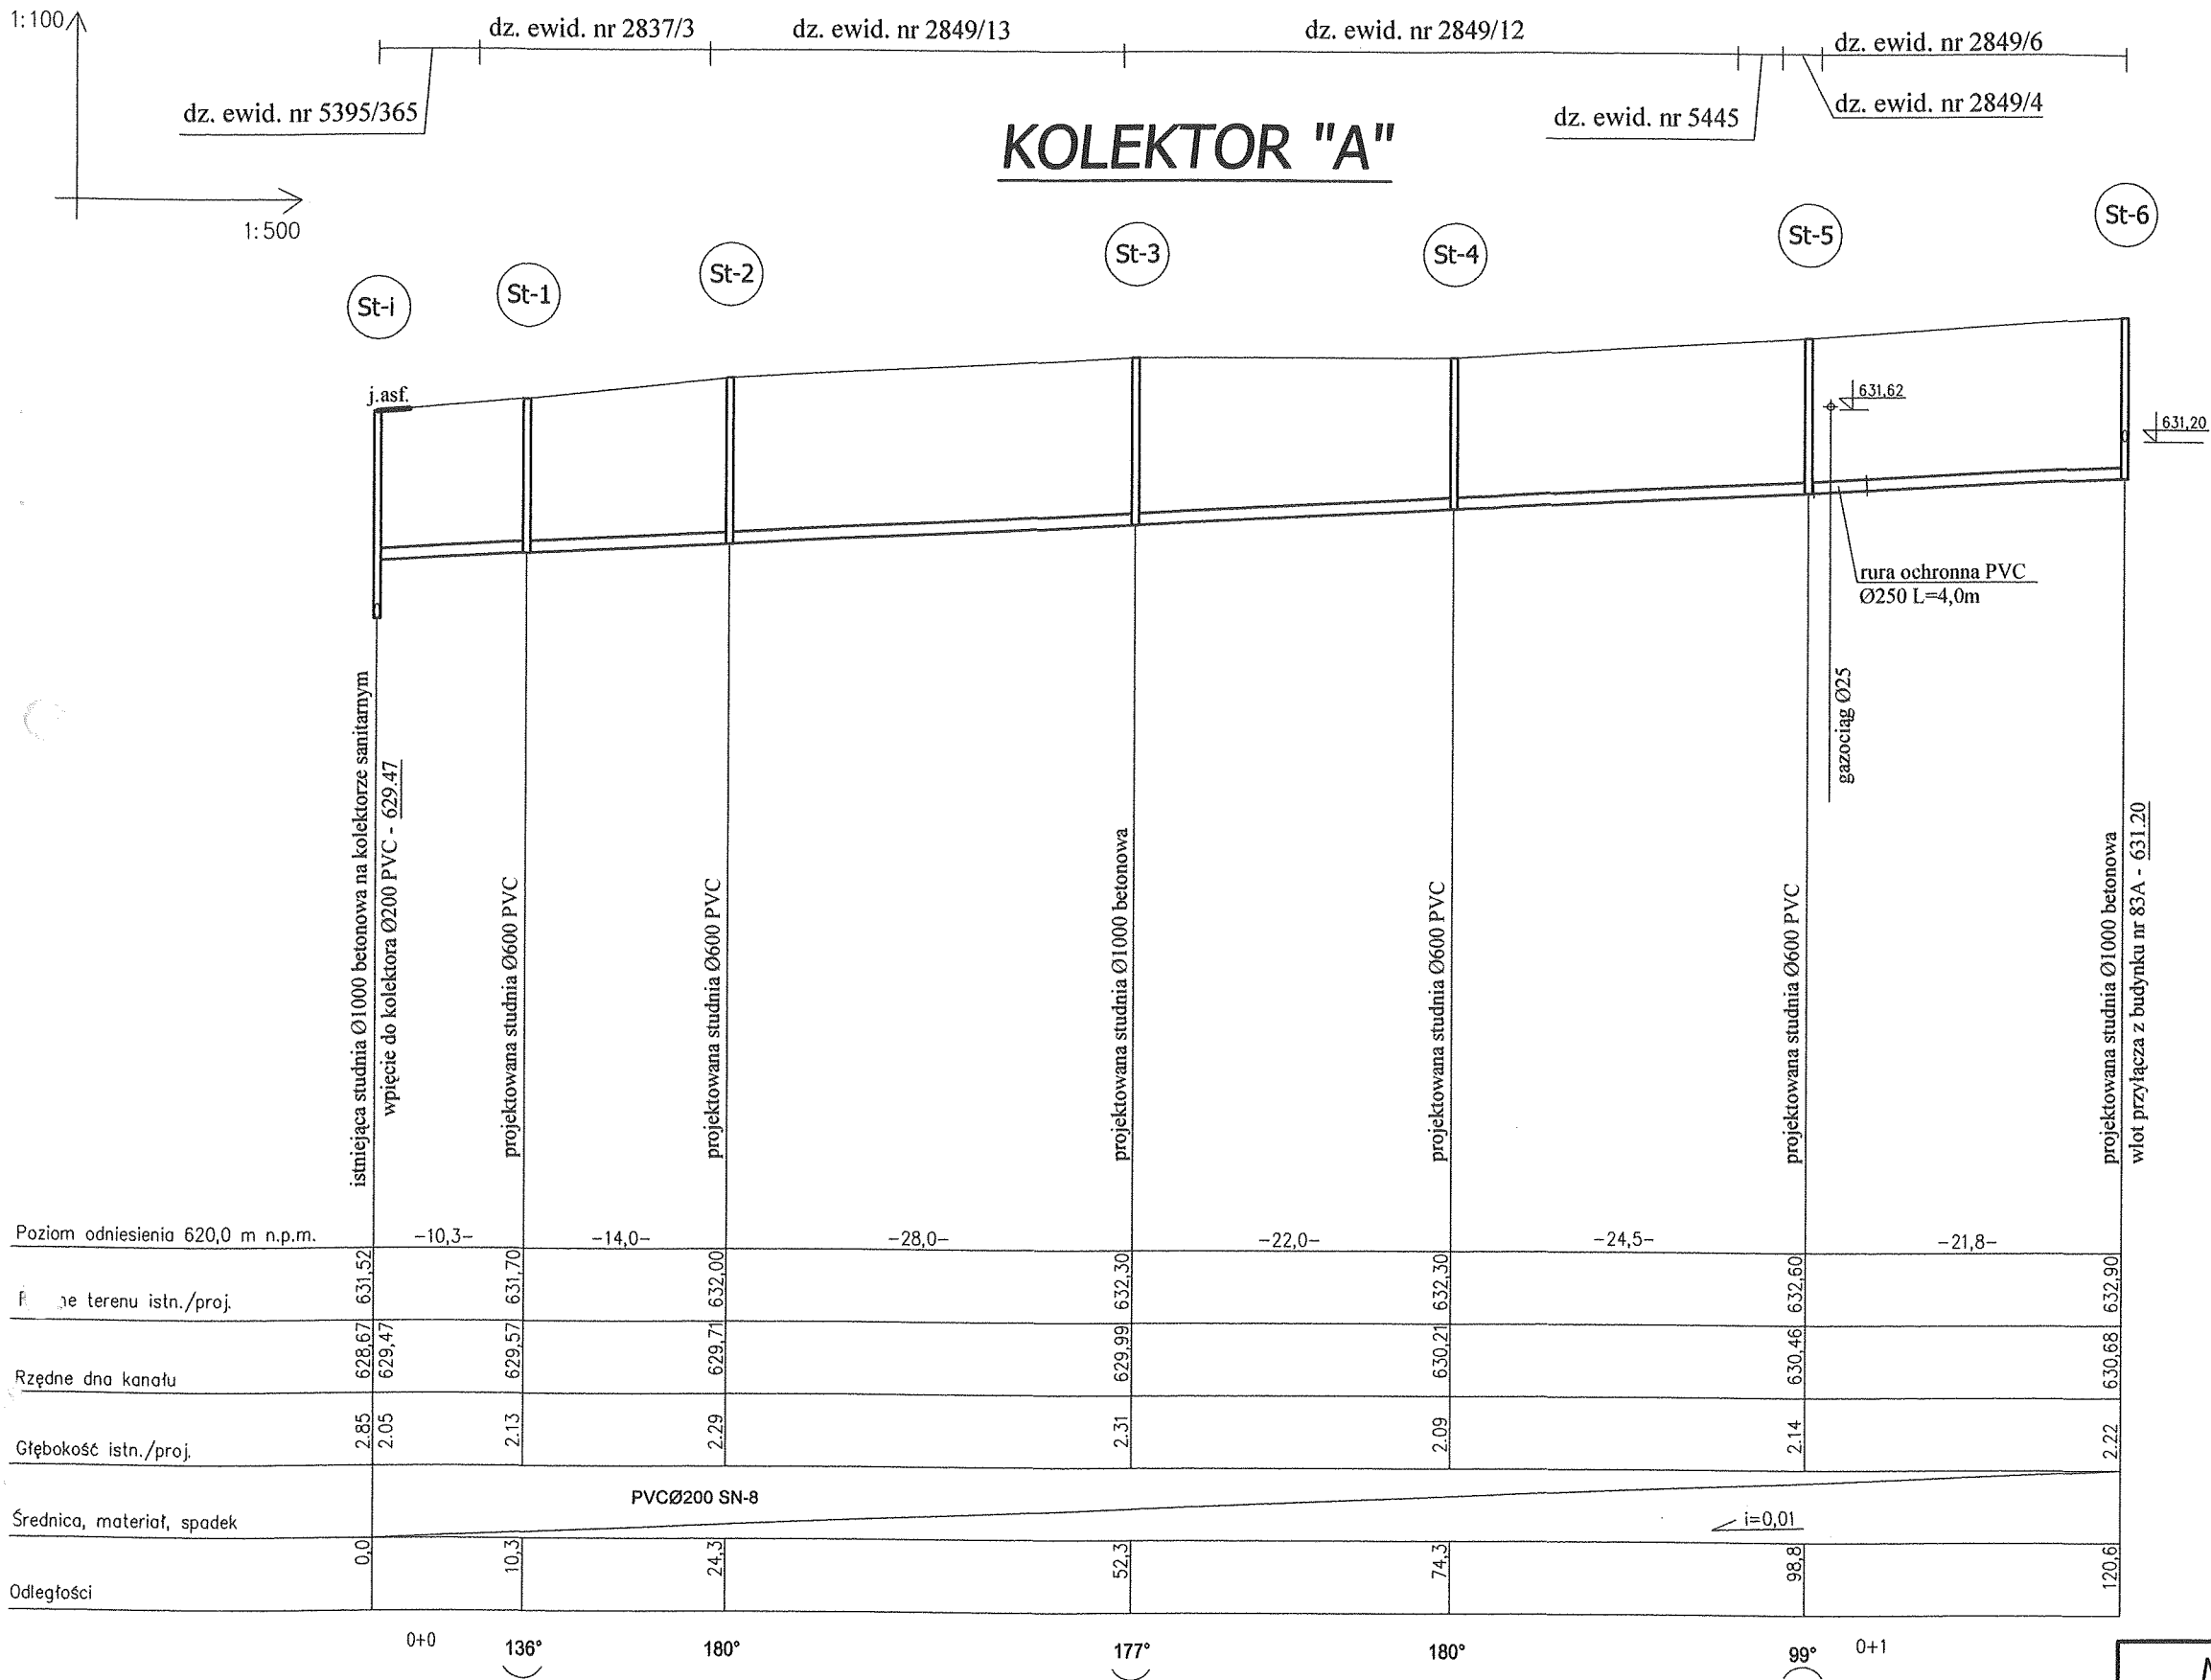 1:100
dz. ewid. nr 2837/3
dz. ewid. nr 2849/13
dz. ewid. nr 2849/12
dz. ewid. nr 2849/6
dz. ewid. nr 5395/365
dz. ewid. nr 5445
dz. ewid. nr 2849/4
KOLEKTOR "A"
1:500
St-i
St-1
St-2
St-3
St-4
St-5
St-6
j.asf.
631,62
631,20
rura ochronna PVC
Ø250 L=4,0m
gazociąg Ø25
istniejąca studnia Ø1000 betonowa na kolektorze sanitarnym
wpięcie do kolektora Ø200 PVC - 629.47
projektowana studnia Ø600 PVC
projektowana studnia Ø600 PVC
projektowana studnia Ø1000 betonowa
projektowana studnia Ø600 PVC
projektowana studnia Ø600 PVC
projektowana studnia Ø1000 betonowa
wlot przyłącza z budynku nr 83A - 631.20
Poziom odniesienia 620,0 m n.p.m.
-10,3-
-14,0-
-28,0-
-22,0-
-24,5-
-21,8-
terenu istn./proj.
631,52
631,70
632,00
632,30
632,30
632,60
632,90
Rzędne dna kanału
628,67
629,47
629,57
629,71
629,99
630,21
630,46
630,68
Głębokość istn./proj.
2.85
2.05
2.13
2.29
2.31
2.09
2.14
2.22
Średnica, materiał, spadek
PVCØ200 SN-8
i=0,01
Odległości
0,0
10,3
24,3
52,3
74,3
98,8
120,6
0+0
136°
180°
177°
180°
99°
0+1